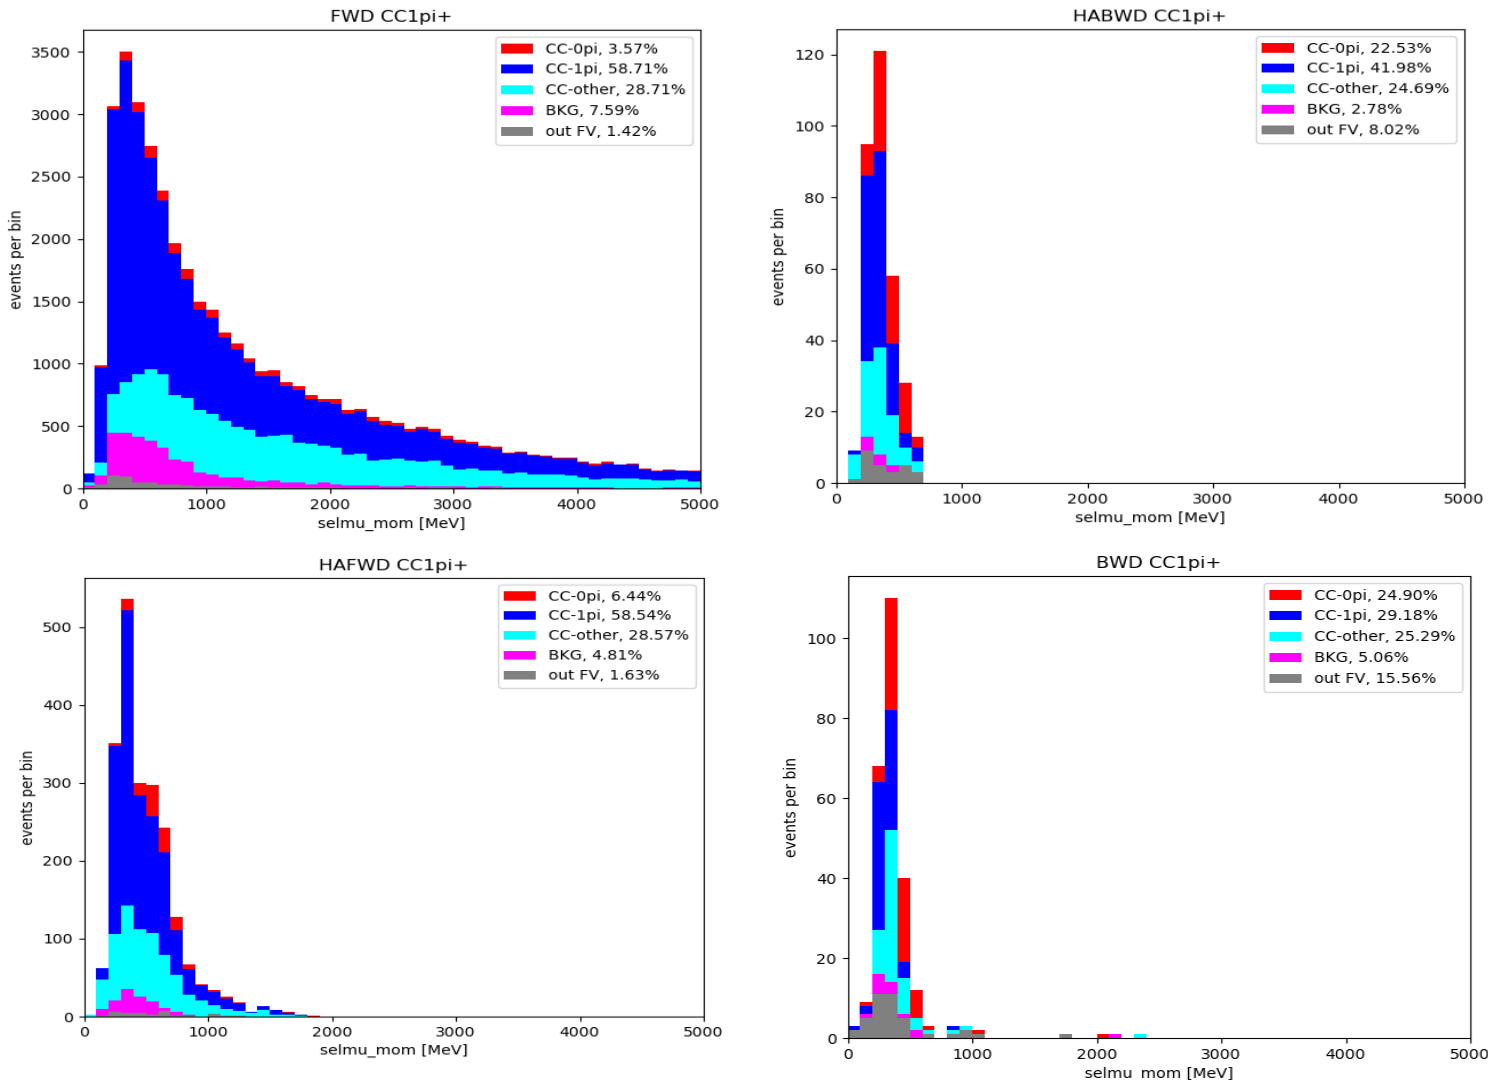 FWD CC1pi+
3500
3000
2500
2000
1500
1000
500
0
events per bin
CC-0pi, 3.57%
CC-1pi, 58.71%
CC-other, 28.71%
BKG, 7.59%
out FV, 1.42%
0 1000 2000 3000 4000 5000
selmu_mom [MeV]
HABWD CC1pi+
120
100
80
60
40
20
0
events per bin
CC-0pi, 22.53%
CC-1pi, 41.98%
CC-other, 24.69%
BKG, 2.78%
out FV, 8.02%
0 1000 2000 3000 4000 5000
selmu_mom [MeV]
HAFWD CC1pi+
500
400
300
200
100
0
events per bin
CC-0pi, 6.44%
CC-1pi, 58.54%
CC-other, 28.57%
BKG, 4.81%
out FV, 1.63%
0 1000 2000 3000 4000 5000
selmu_mom [MeV]
BWD CC1pi+
100
80
60
40
20
0
events per bin
CC-0pi, 24.90%
CC-1pi, 29.18%
CC-other, 25.29%
BKG, 5.06%
out FV, 15.56%
0 1000 2000 3000 4000 5000
selmu_mom [MeV]